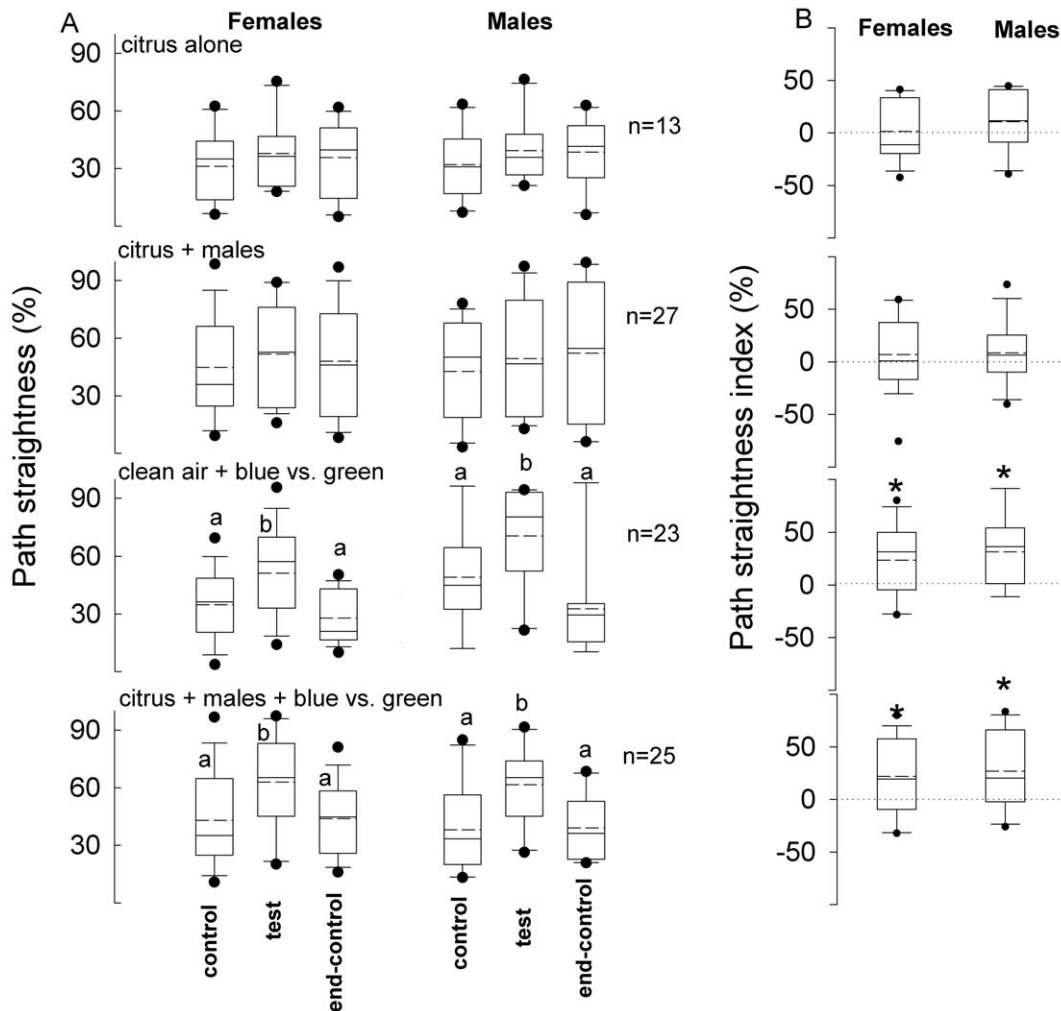 A
Females
Males
citrus alone
90
60
30
n=13
citrus + males
90
60
30
n=27
clean air + blue vs. green
90
60
30
a
b
a
a
b
a
n=23
citrus + males + blue vs. green
90
60
30
a
b
a
a
b
a
n=25
Path straightness (%)
control
test
end-control
control
test
end-control
B
Females
Males
50
0
-50
50
0
-50
* *
50
0
-50
* *
50
0
-50
Path straightness index (%)